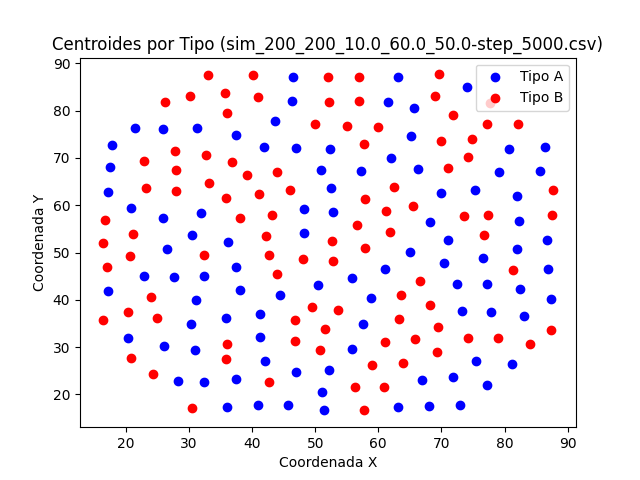 Centroides por Tipo (sim_200_200_10.0_60.0_50.0-step_5000.csv)
Tipo A
Tipo B
Coordenada Y
90
80
70
60
50
40
30
20
20 30 40 50 60 70 80 90
Coordenada X